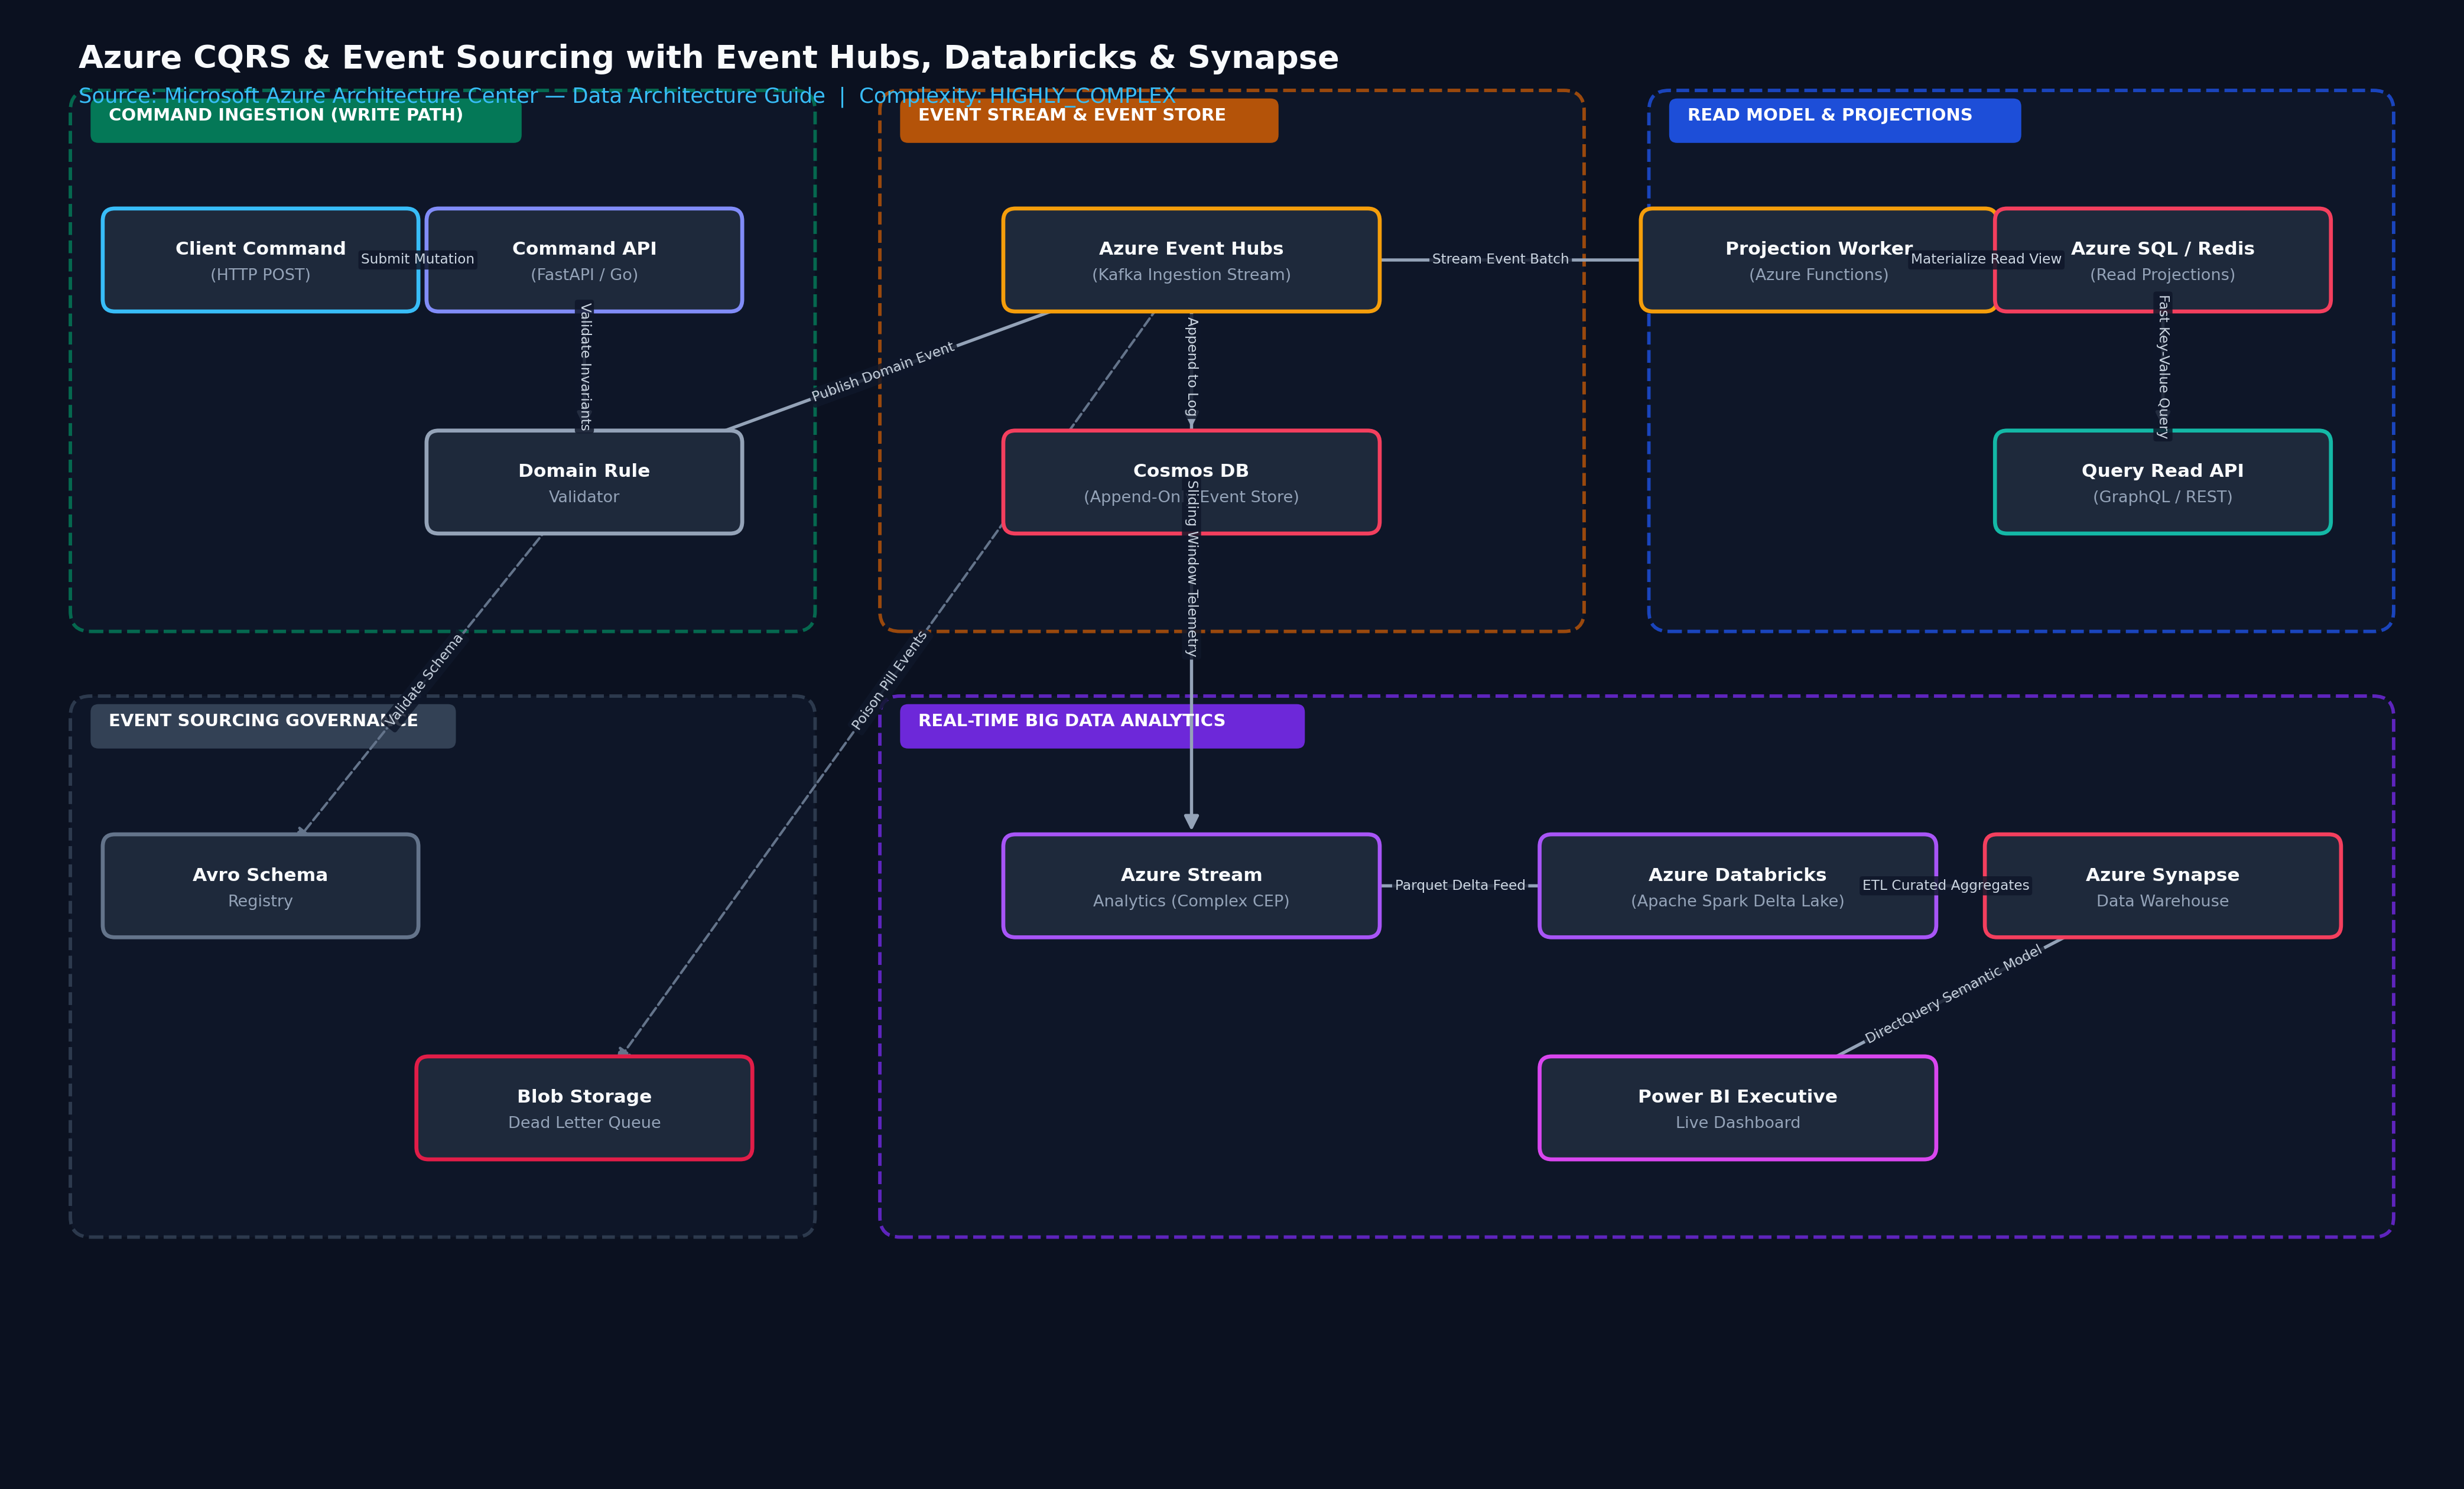 Azure CQRS & Event Sourcing with Event Hubs, Databricks & Synapse
Source: Microsoft Azure Architecture Center — Data Architecture Guide | Complexity: HIGHLY_COMPLEX
COMMAND INGESTION (WRITE PATH)
Client Command
(HTTP POST)
Submit Mutation
Command API
(FastAPI / Go)
Validate Invariants
Domain Rule
Validator
Publish Domain Event
Validate Schema
EVENT STREAM & EVENT STORE
Azure Event Hubs
(Kafka Ingestion Stream)
Stream Event Batch
Append to Log
Cosmos DB
(Append-On Event Store)
Sliding Window Telemetry
Poison Pill Events
READ MODEL & PROJECTIONS
Projection Worker
(Azure Functions)
Materialize Read View
Azure SQL / Redis
(Read Projections)
Fast Key-Value Query
Query Read API
(GraphQL / REST)
EVENT SOURCING GOVERNANCE
Avro Schema
Registry
Blob Storage
Dead Letter Queue
REAL-TIME BIG DATA ANALYTICS
Azure Stream
Analytics (Complex CEP)
Parquet Delta Feed
Azure Databricks
(Apache Spark Delta Lake)
ETL Curated Aggregates
Azure Synapse
Data Warehouse
DirectQuery Semantic Model
Power BI Executive
Live Dashboard